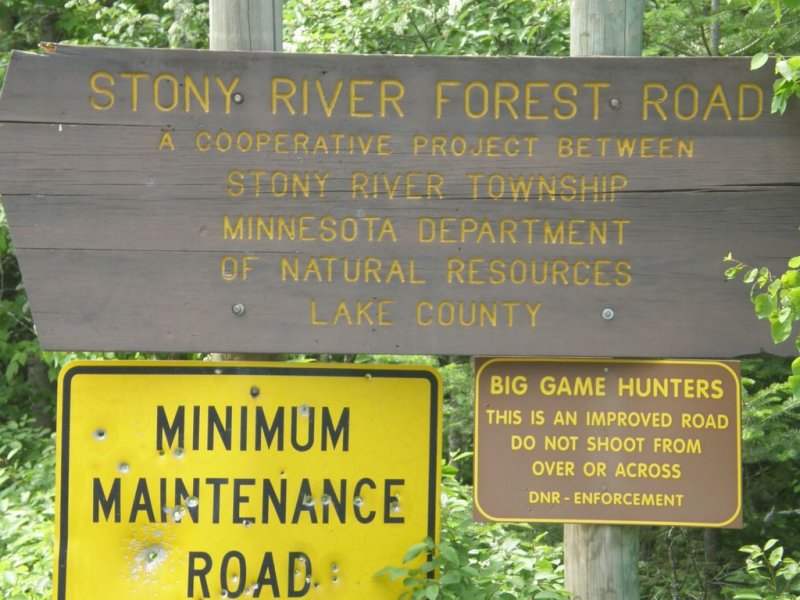 STONY RIVER FOREST ROAD
A COOPERATIVE PROJECT BETWEEN
STONY RIVER TOWNSHIP
MINNESOTA DEPARTMENT
OF NATURAL RESOURCES
LAKE COUNTY
MINIMUM
MAINTENANCE
ROAD
BIG GAME HUNTERS
THIS IS AN IMPROVED ROAD
DO NOT SHOOT FROM
OVER OR ACROSS
DNR - ENFORCEMENT